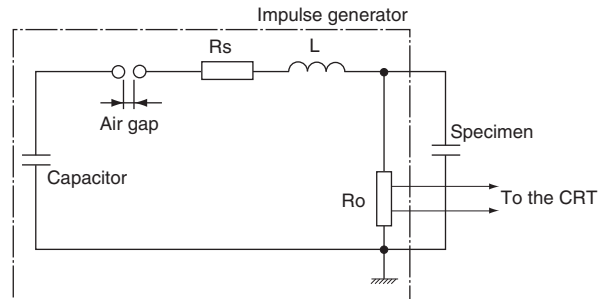 Impulse generator
Rs
L
Air gap
Specimen
Capacitor
Ro
To the CRT